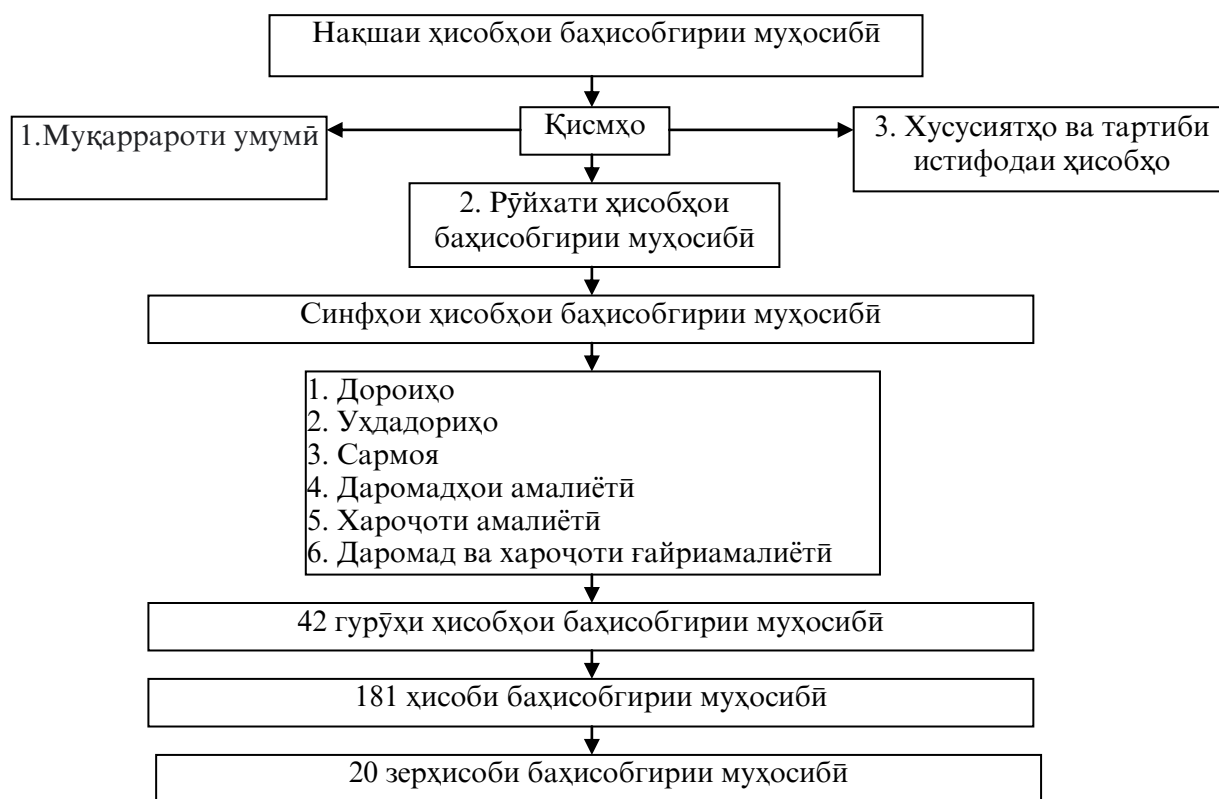 Нақшаи ҳисобҳои баҳисобгирии муҳосибӣ
Қисмҳо
1.Муқаррароти умумӣ
3. Хусусиятҳо ва тартиби
истифодаи ҳисобҳо
2. Рӯйхати ҳисобҳои
баҳисобгирии муҳосибӣ
Синфҳои ҳисобҳои баҳисобгирии муҳосибӣ
1. Дороиҳо
2. Уҳдадориҳо
3. Сармоя
4. Даромадҳои амалиётӣ
5. Хароҷоти амалиётӣ
6. Даромад ва хароҷоти ғайриамалиётӣ
42 гурӯҳи ҳисобҳои баҳисобгирии муҳосибӣ
181 ҳисоби баҳисобгирии муҳосибӣ
20 зерҳисоби баҳисобгирии муҳосибӣ